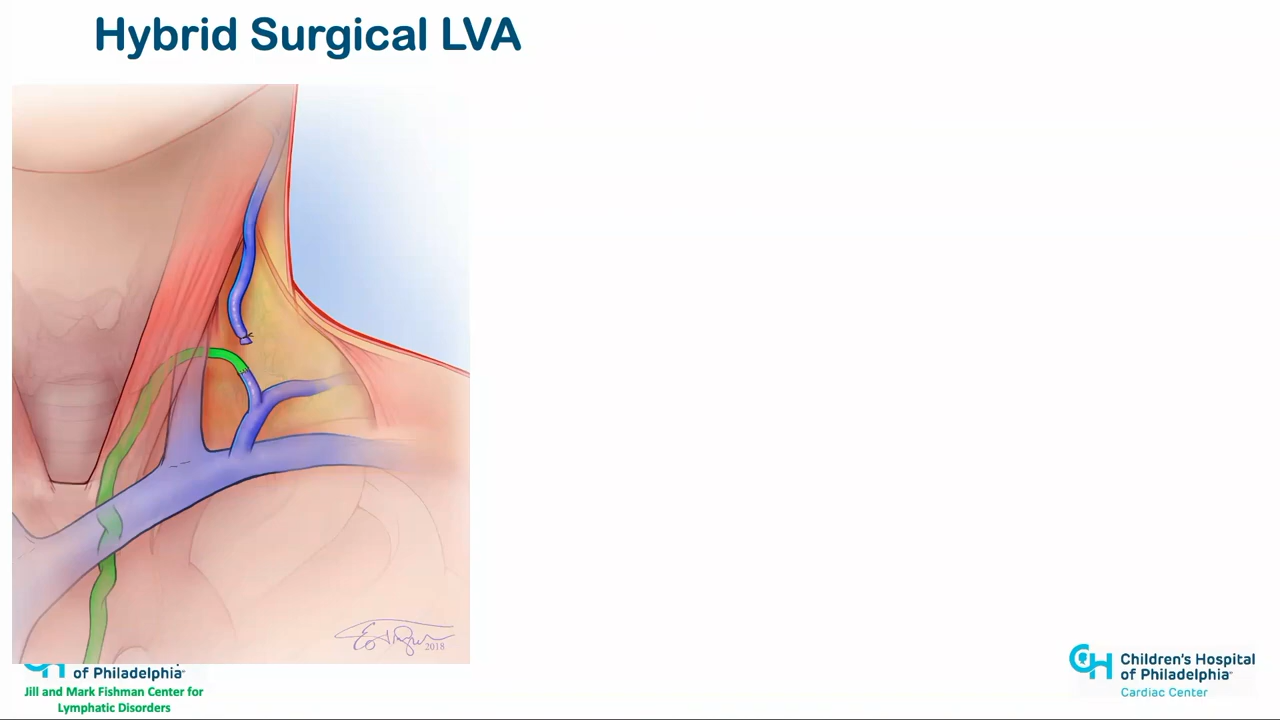 Hybrid Surgical LVA
2018
of Philadelphia
Jill and Mark Fishman Center for
Lymphatic Disorders
CH
Children's Hospital
of Philadelphia
Cardiac Center